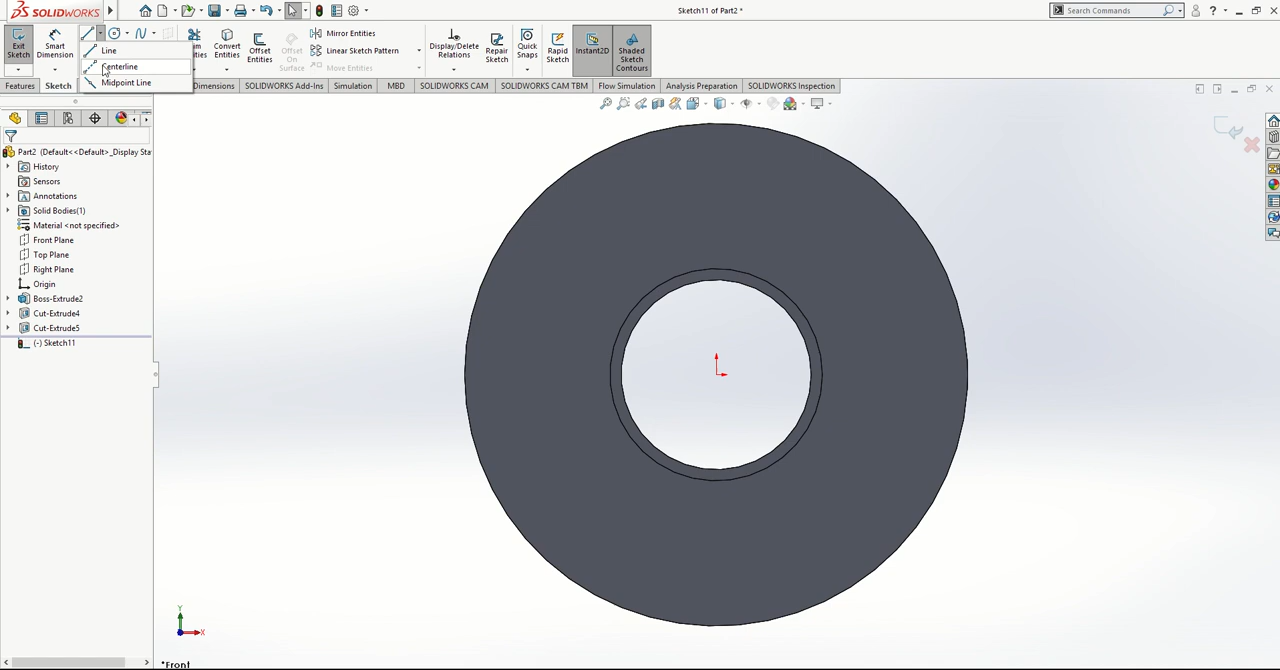 SOLIDWORKS
Sketch11 of Part2 *
Search Commands
?
Exit Sketch
Smart Dimension
Convert Entities
Offset Entities
Offset On Surface
Mirror Entities
Linear Sketch Pattern
Move Entities
Display/Delete Relations
Repair Sketch
Quick Snaps
Rapid Sketch
Instant2D
Shaded Sketch Contours
Line
Centerline
Midpoint Line
Features
Sketch
Dimensions
SOLIDWORKS Add-Ins
Simulation
MBD
SOLIDWORKS CAM
SOLIDWORKS CAM TBM
Flow Simulation
Analysis Preparation
SOLIDWORKS Inspection
Part2 (Default<<Default>_Display Sta
History
Sensors
Annotations
Solid Bodies(1)
Material <not specified>
Front Plane
Top Plane
Right Plane
Origin
Boss-Extrude2
Cut-Extrude4
Cut-Extrude5
(-) Sketch11
Y
X
*Front